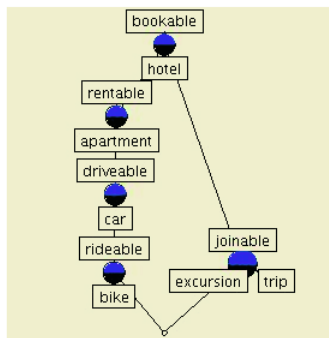 bookable
hotel
rentable
apartment
driveable
car
rideable
joinable
bike
excursion
trip